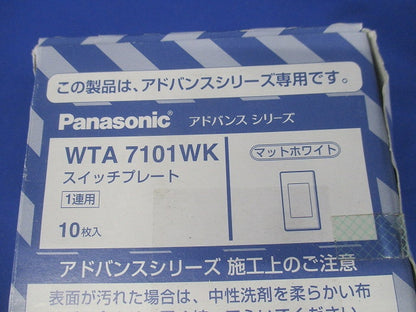 この製品は、アドバンスシリーズ専用です。
Panasonic アドバンス シリーズ
WTA 7101WK
マットホワイト
スイッチプレート
1連用
10枚入
アドバンスシリーズ 施工上のご注意
表面が汚れた場合は、中性洗剤を柔らかい布